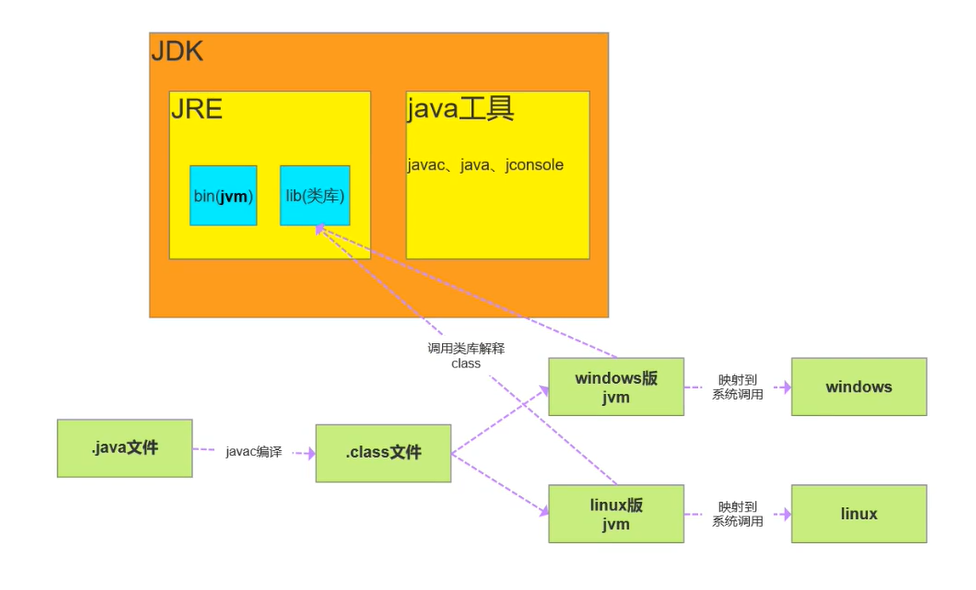 JDK
JRE
java工具
javac、java、jconsole
bin(jvm)
lib(类库)
调用类库解释
class
windows版
jvm
映射到
系统调用
windows
.java文件
javac编译
.class文件
linux版
jvm
映射到
系统调用
linux